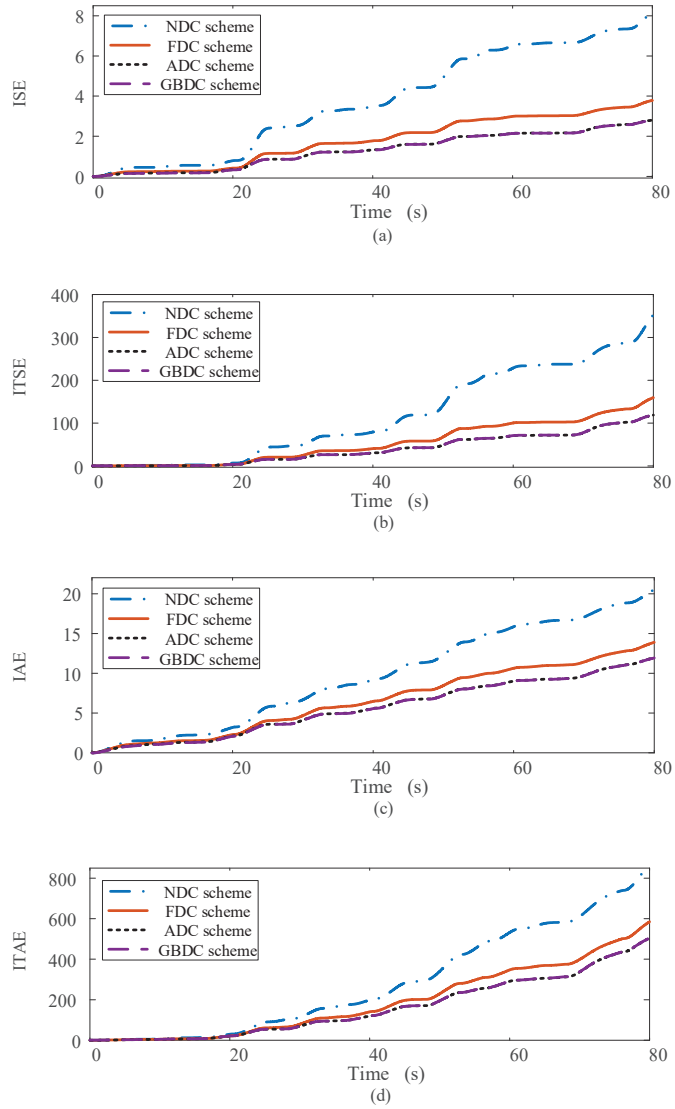 8
6
4
2
0
ISE
NDC scheme
FDC scheme
ADC scheme
GBDC scheme
0 20 40 60 80
Time (s)
(a)
400
300
200
100
0
ITSE
NDC scheme
FDC scheme
ADC scheme
GBDC scheme
0 20 40 60 80
Time (s)
(b)
20
15
10
5
0
IAE
NDC scheme
FDC scheme
ADC scheme
GBDC scheme
0 20 40 60 80
Time (s)
(c)
800
600
400
200
0
ITAE
NDC scheme
FDC scheme
ADC scheme
GBDC scheme
0 20 40 60 80
Time (s)
(d)